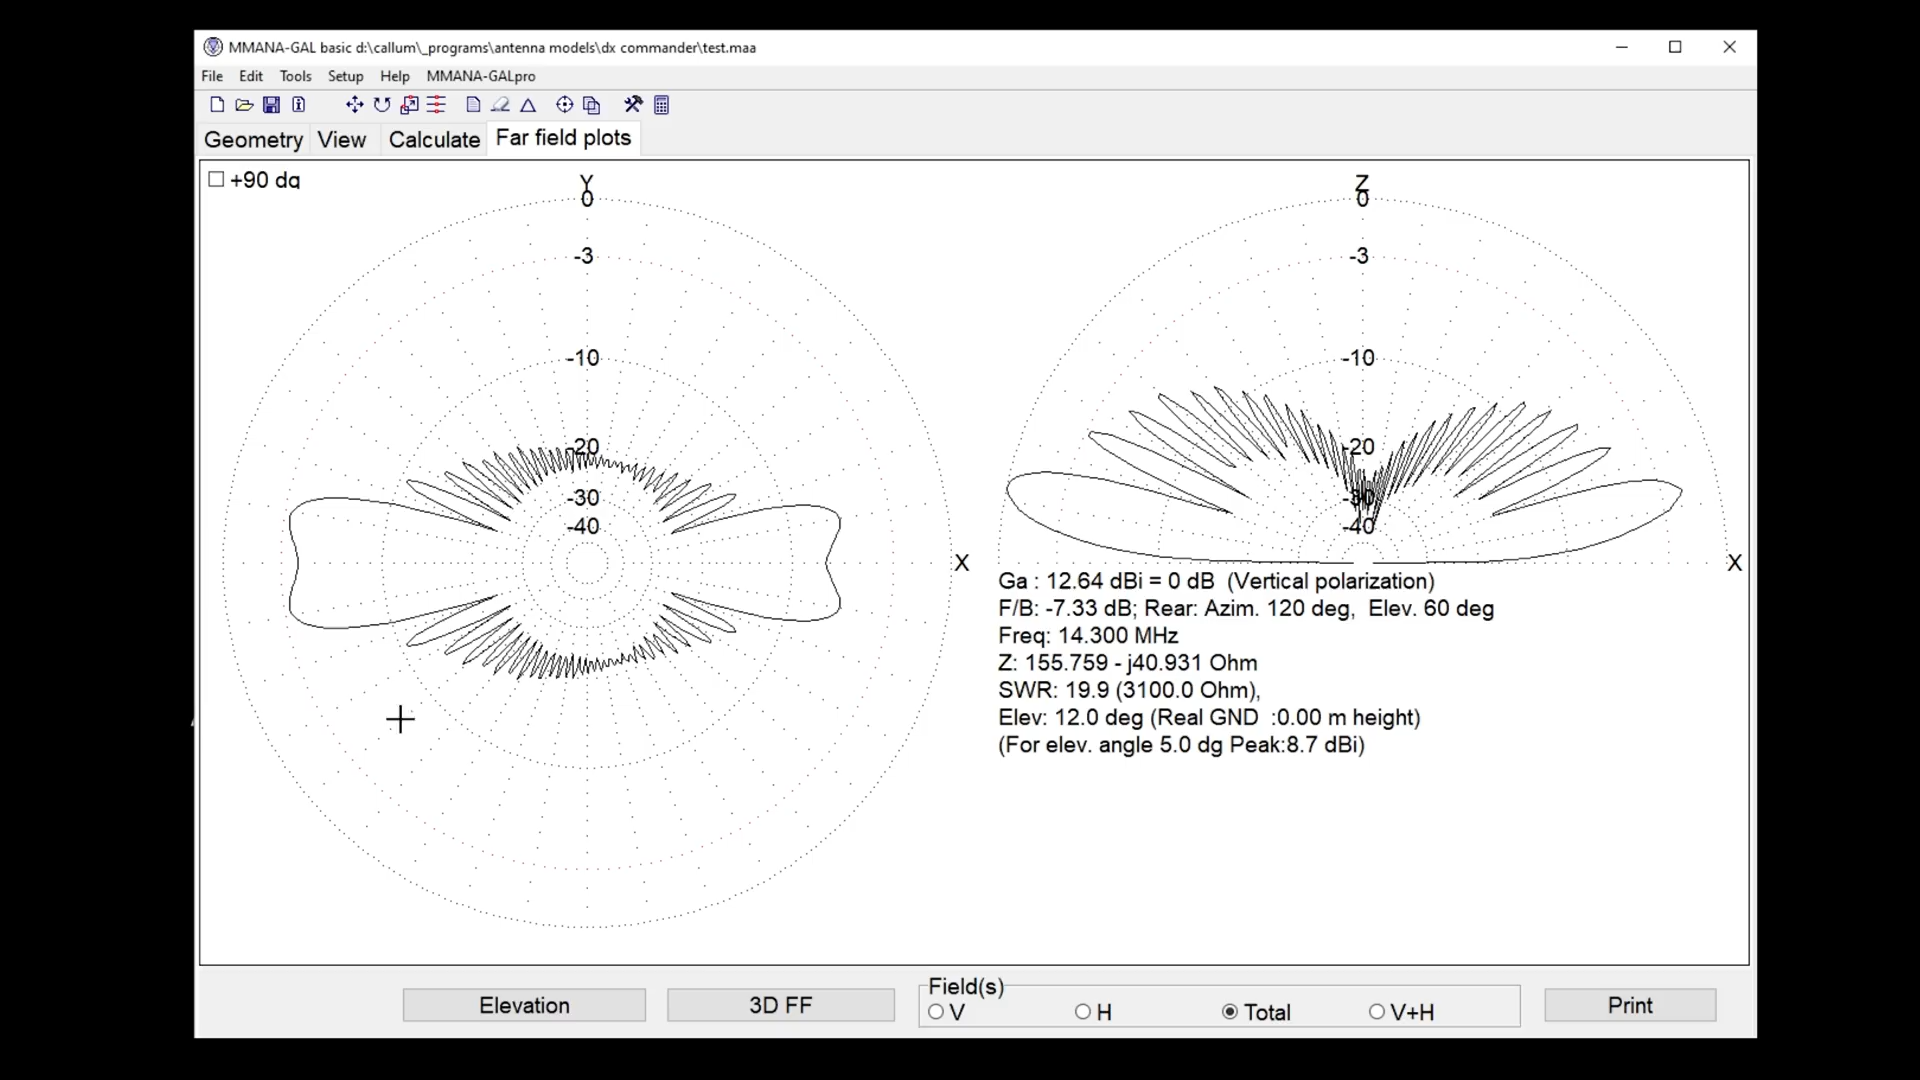 MMANA-GAL basic d:\callum\_programs\antenna models\dx commander\test.maa
File Edit Tools Setup Help MMANA-GALpro
Geometry View Calculate Far field plots
+90 dg
Y
0
-3
-10
-20
-30
-40
X
Z
0
-3
-10
-20
-30
-40
X
Ga : 12.64 dBi = 0 dB (Vertical polarization)
F/B: -7.33 dB; Rear: Azim. 120 deg, Elev. 60 deg
Freq: 14.300 MHz
Z: 155.759 - j40.931 Ohm
SWR: 19.9 (3100.0 Ohm),
Elev: 12.0 deg (Real GND :0.00 m height)
(For elev. angle 5.0 dg Peak:8.7 dBi)
Elevation
3D FF
Field(s)
V
H
Total
V+H
Print